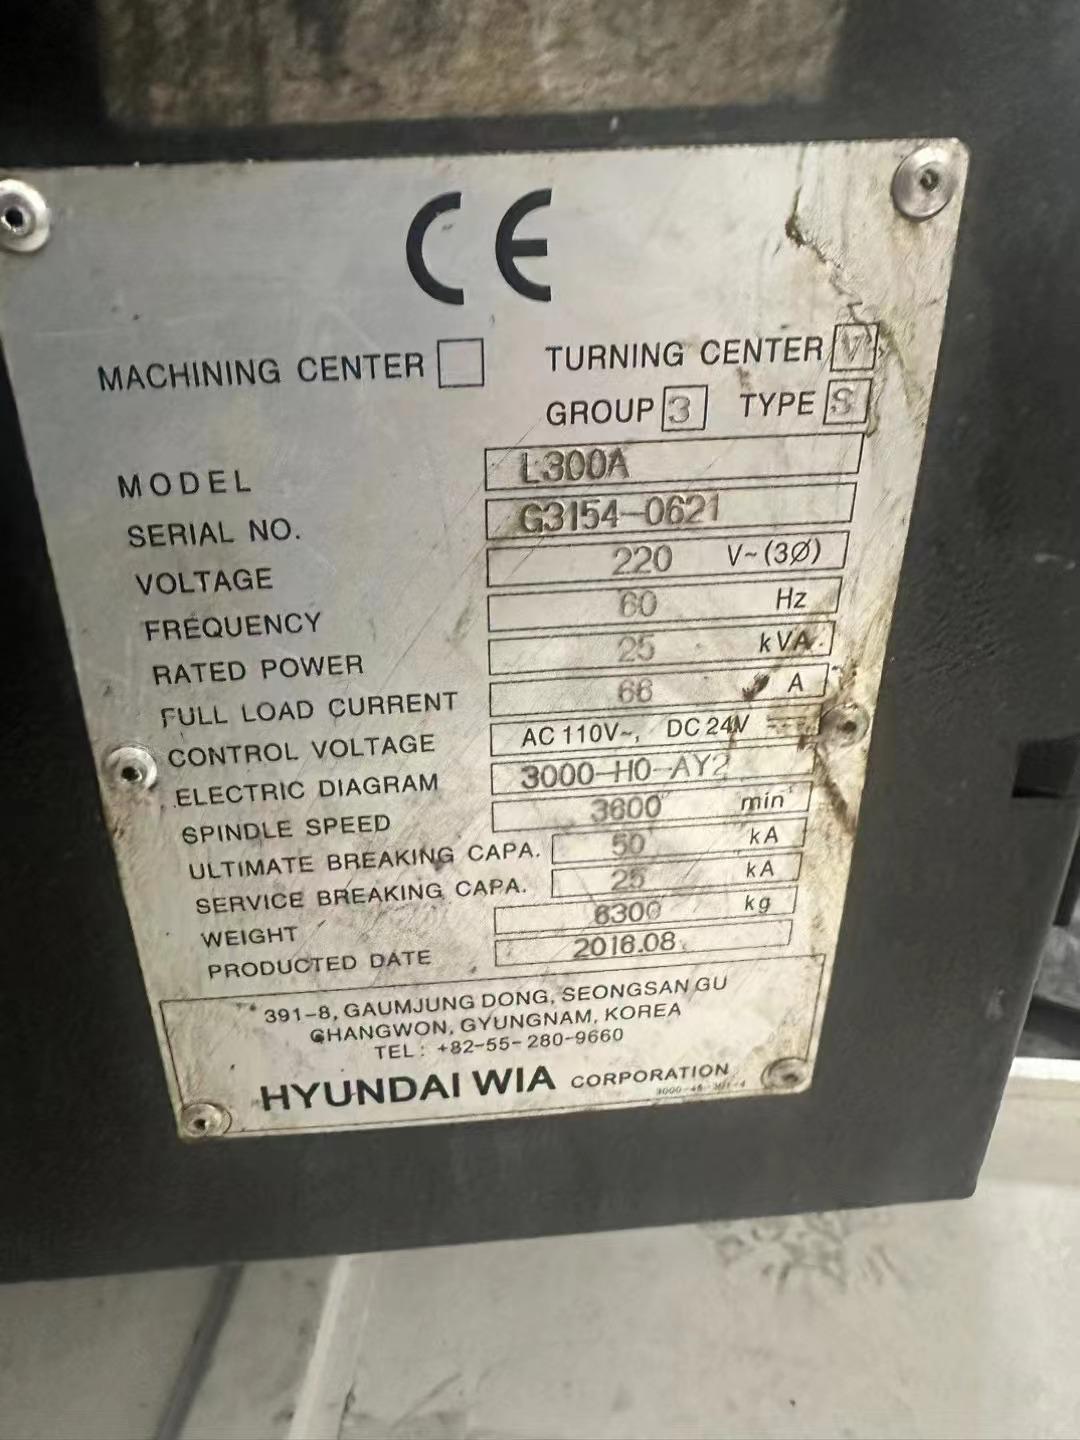 CE
MACHINING CENTER TURNING CENTER V
GROUP 3 TYPE S
MODEL L300A
SERIAL NO. G3154-0621
VOLTAGE 220 V~(3Ø)
FREQUENCY 60 Hz
RATED POWER 25 kVA
FULL LOAD CURRENT 66 A
CONTROL VOLTAGE AC 110V~, DC 24V
ELECTRIC DIAGRAM 3000-H0-AY2
SPINDLE SPEED min
ULTIMATE BREAKING CAPA. 50 kA
SERVICE BREAKING CAPA. 25 kA
WEIGHT 6300 kg
PRODUCTED DATE 2016.08
391-8, GAUMJUNG DONG, SEONGSAN GU
CHANGWON, GYUNGNAM, KOREA
TEL : +82-55-280-9660
HYUNDAI WIA CORPORATION